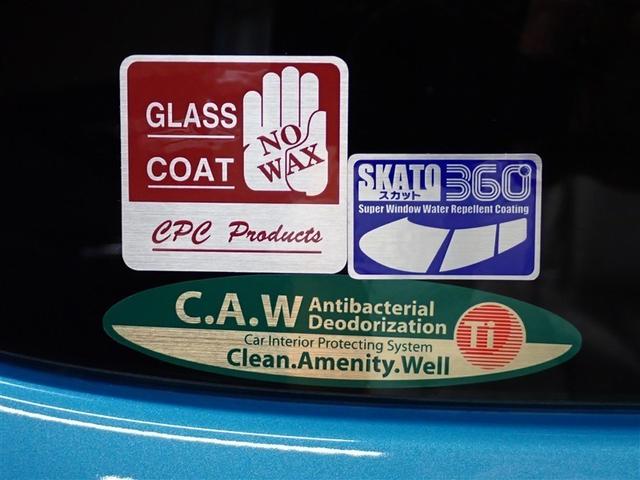 GLASS
COAT
NO
WAX
CPC Products
SKATO 360°
スカット
Super Window Water Repellent Coating
C.A.W Antibacterial
Deodorization
Car Interior Protecting System
Clean.Amenity.Well
Ti